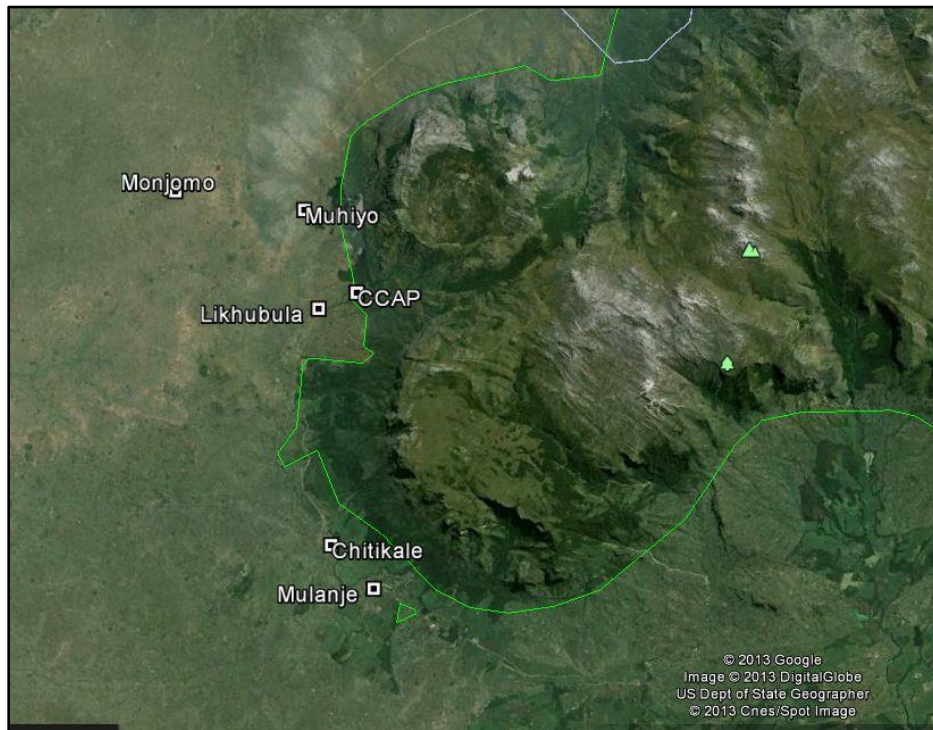 Monjomo
Muhiyo
CCAP
Likhubula
Chitikale
Mulanje
© 2013 Google
Image © 2013 DigitalGlobe
US Dept of State Geographer
© 2013 Cnes/Spot Image